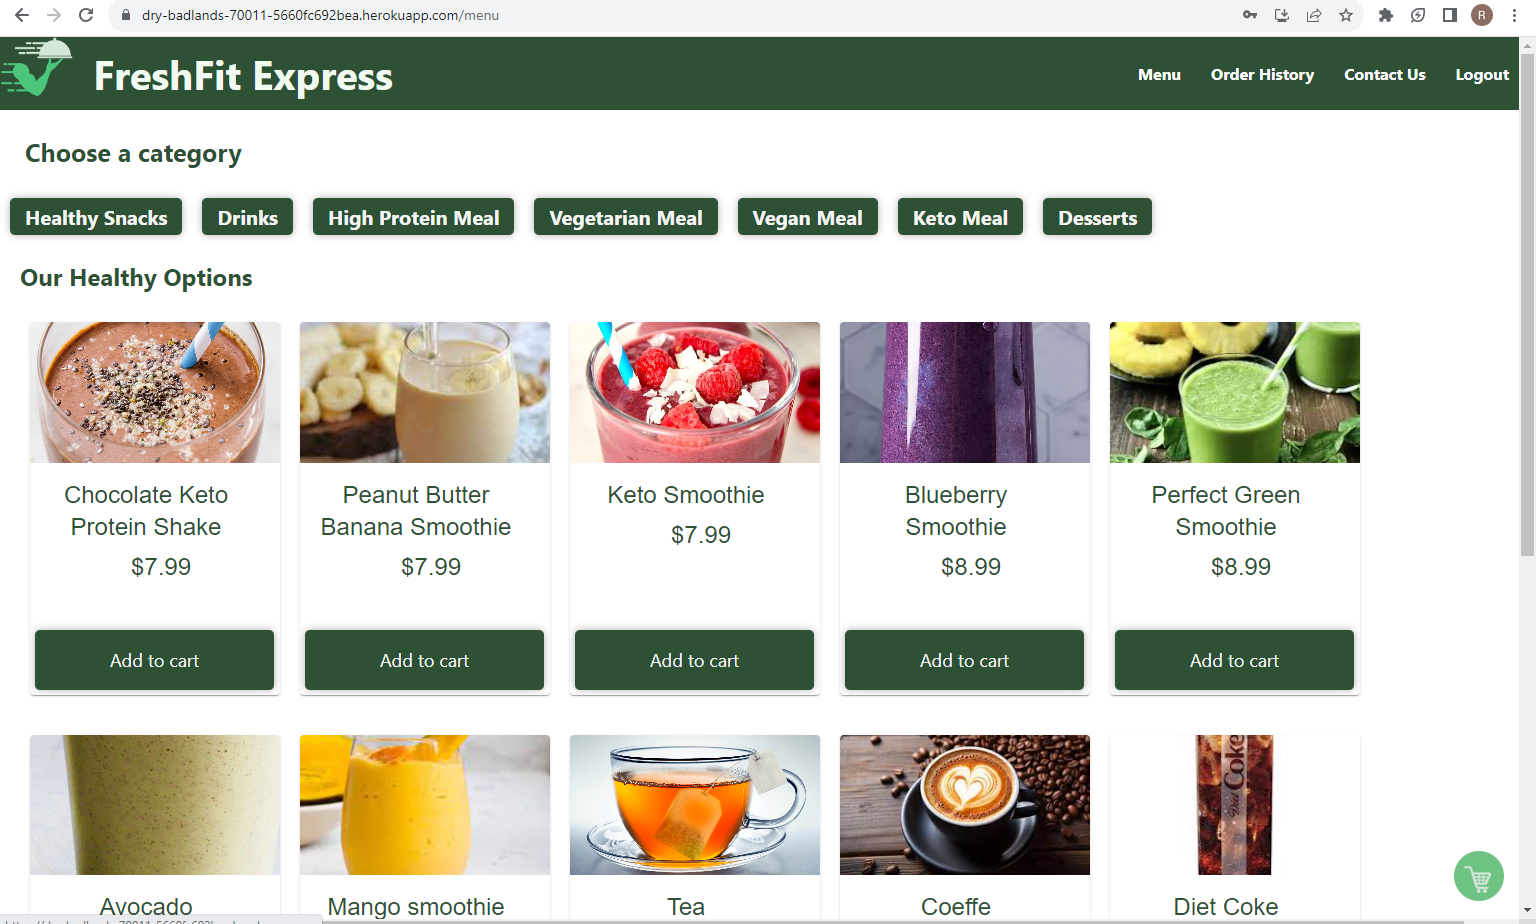 dry-badlands-70011-5660fc692bea.herokuapp.com/menu
R
FreshFit Express
Menu Order History Contact Us Logout
Choose a category
Healthy Snacks Drinks High Protein Meal Vegetarian Meal Vegan Meal Keto Meal Desserts
Our Healthy Options
Chocolate Keto
Protein Shake
$7.99
Add to cart
Peanut Butter
Banana Smoothie
$7.99
Add to cart
Keto Smoothie
$7.99
Add to cart
Blueberry
Smoothie
$8.99
Add to cart
Perfect Green
Smoothie
$8.99
Add to cart
Avocado
Mango smoothie
Tea
Coeffe
Diet Coke
Diet Coke